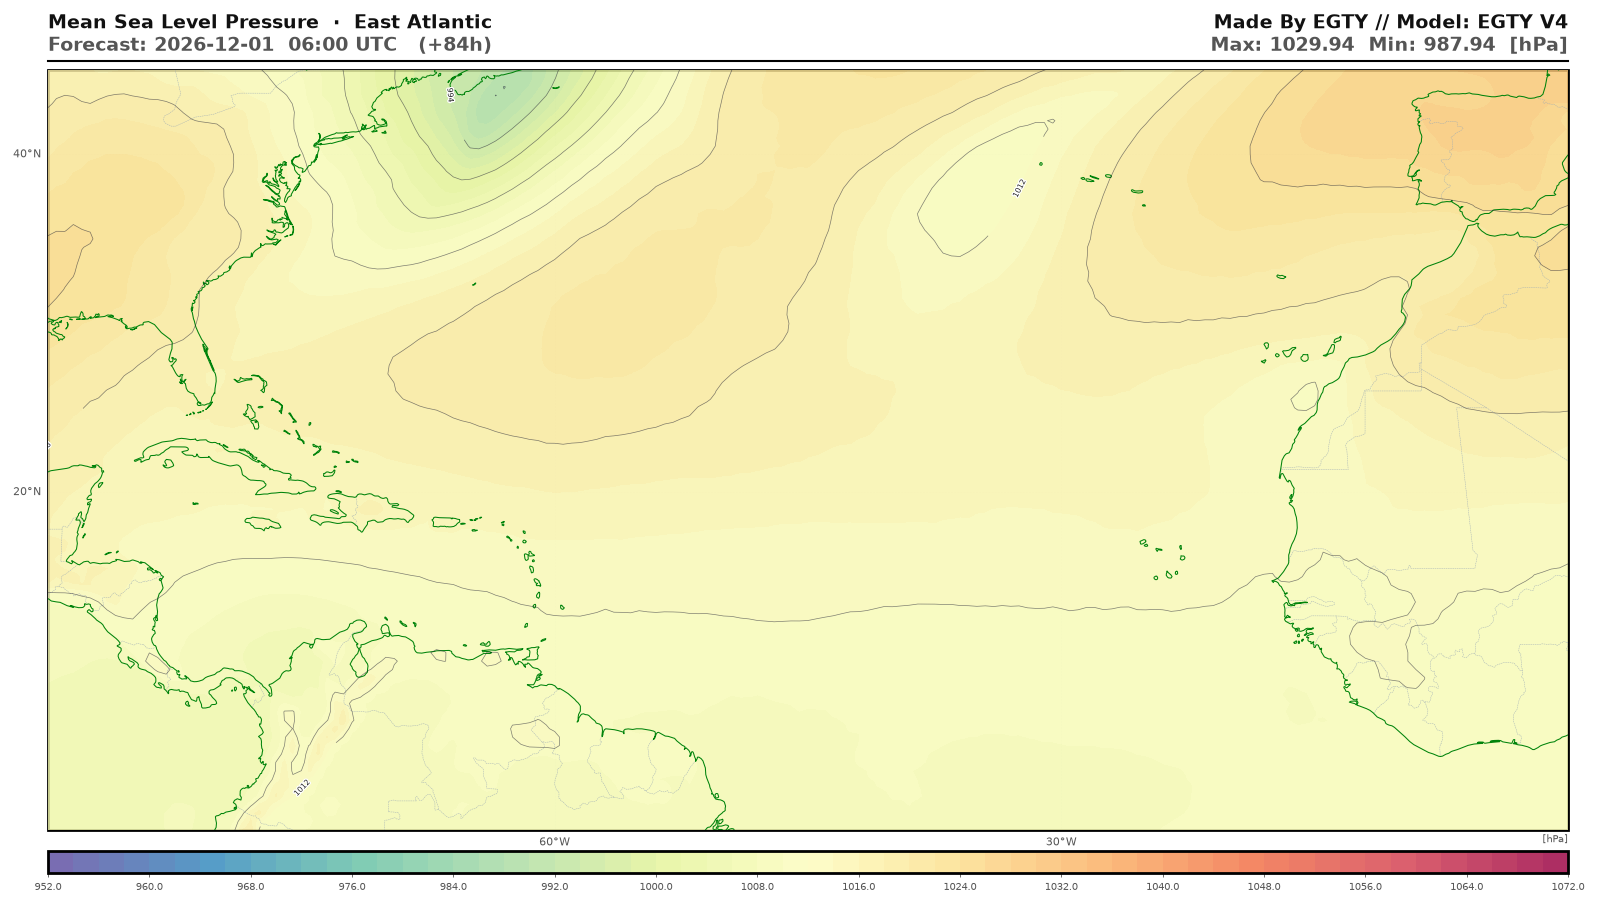 Mean Sea Level Pressure · East Atlantic
Made By EGTY // Model: EGTY V4
Forecast: 2026-12-01 06:00 UTC (+84h)
Max: 1029.94 Min: 987.94 [hPa]
994
40°N
1012
20°N
1012
60°W
30°W
[hPa]
952.0 960.0 968.0 976.0 984.0 992.0 1000.0 1008.0 1016.0 1024.0 1032.0 1040.0 1048.0 1056.0 1064.0 1072.0